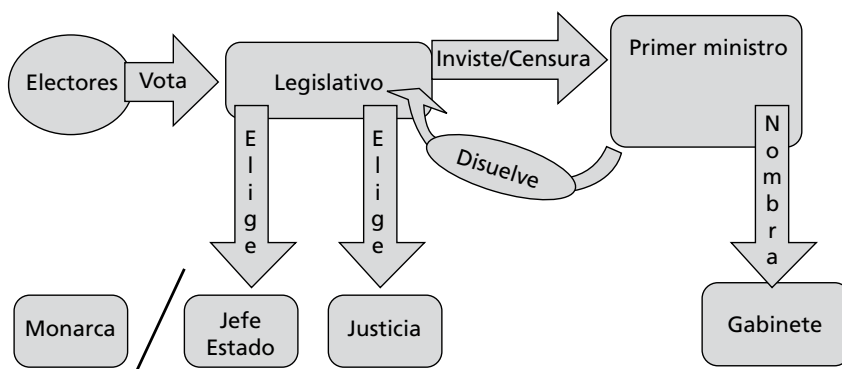 Electores
Vota
Legislativo
Inviste/Censura
Primer ministro
Disuelve
Elige
Elige
Nombra
Monarca
Jefe
Estado
Justicia
Gabinete